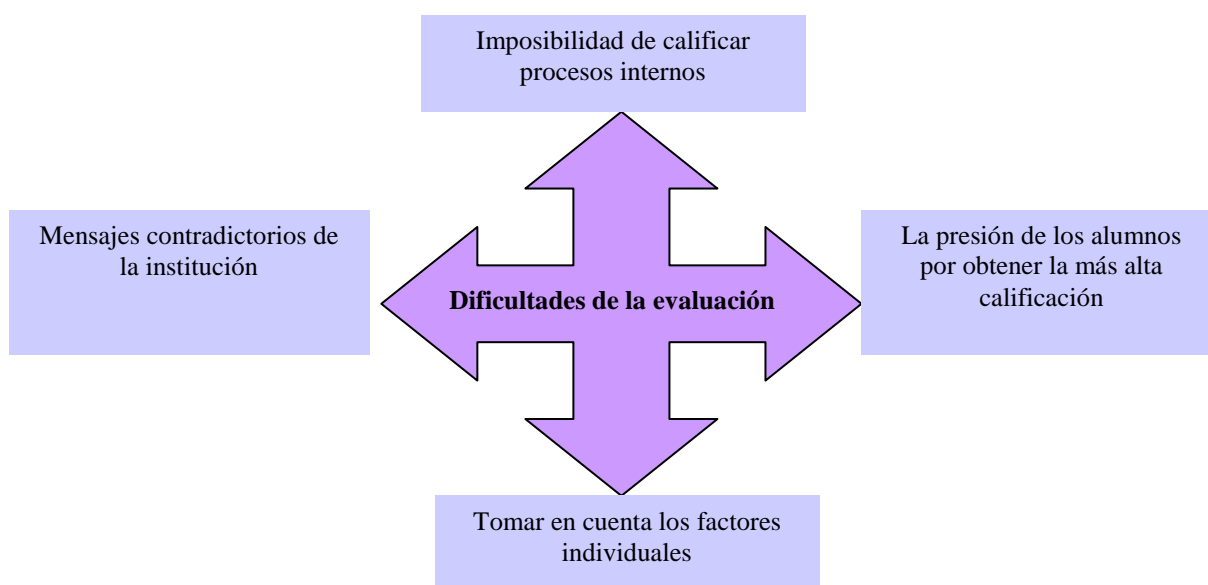 Imposibilidad de calificar
procesos internos
Mensajes contradictorios de
la institución
Dificultades de la evaluación
La presión de los alumnos
por obtener la más alta
calificación
Tomar en cuenta los factores
individuales